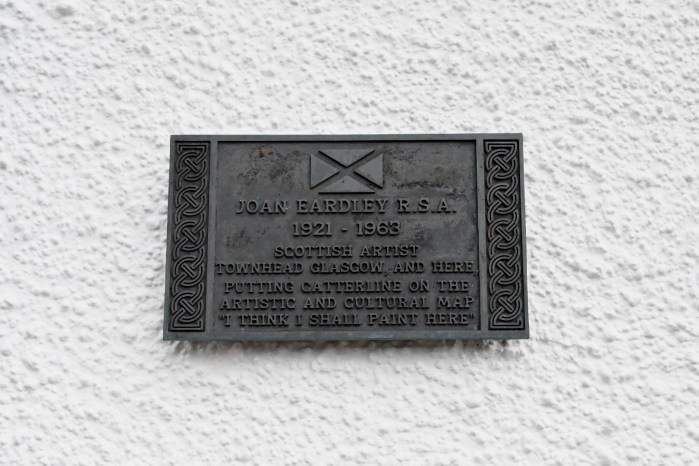 JOAN EARDLEY R.S.A.
1921 - 1963
SCOTTISH ARTIST
TOWNHEAD GLASGOW, AND HERE,
PUTTING CATTERLINE ON THE
ARTISTIC AND CULTURAL MAP
"I THINK I SHALL PAINT HERE"